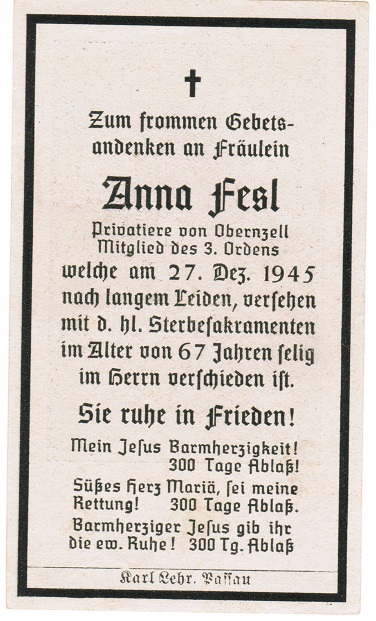 Zum frommen Gebets-
andenken an Fräulein
Anna Fesl
Privatiere von Obernzell
Mitglied des 3. Ordens
welche am 27. Dez. 1945
nach langem Leiden, versehen
mit d. hl. Sterbesakramenten
im Alter von 67 Jahren selig
im Herrn verschieden ist.
Sie ruhe in Frieden!
Mein Jesus Barmherzigkeit!
300 Tage Ablaß!
Süßes Herz Mariä, sei meine
Rettung! 300 Tage Ablaß.
Barmherziger Jesus gib ihr
die ew. Ruhe! 300 Tg. Ablaß
Karl Lehr. Passau